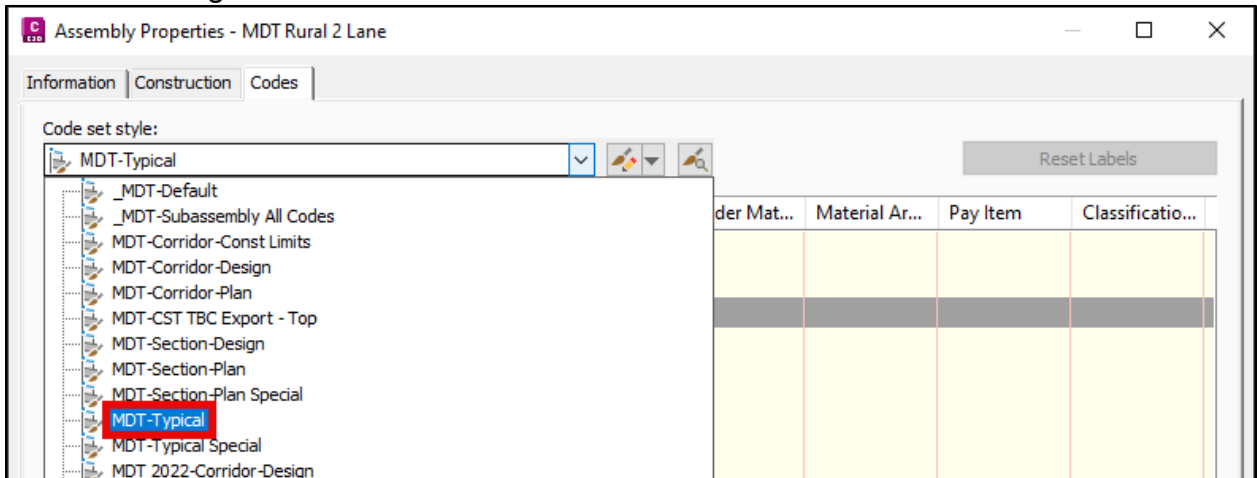 C
C3D
Assembly Properties - MDT Rural 2 Lane
Information Construction Codes
Code set style:
MDT-Typical
Reset Labels
_MDT-Default
_MDT-Subassembly All Codes
der Mat... Material Ar... Pay Item Classificatio...
MDT-Corridor-Const Limits
MDT-Corridor-Design
MDT-Corridor-Plan
MDT-CST TBC Export - Top
MDT-Section-Design
MDT-Section-Plan
MDT-Section-Plan Special
MDT-Typical
MDT-Typical Special
MDT 2022-Corridor-Design